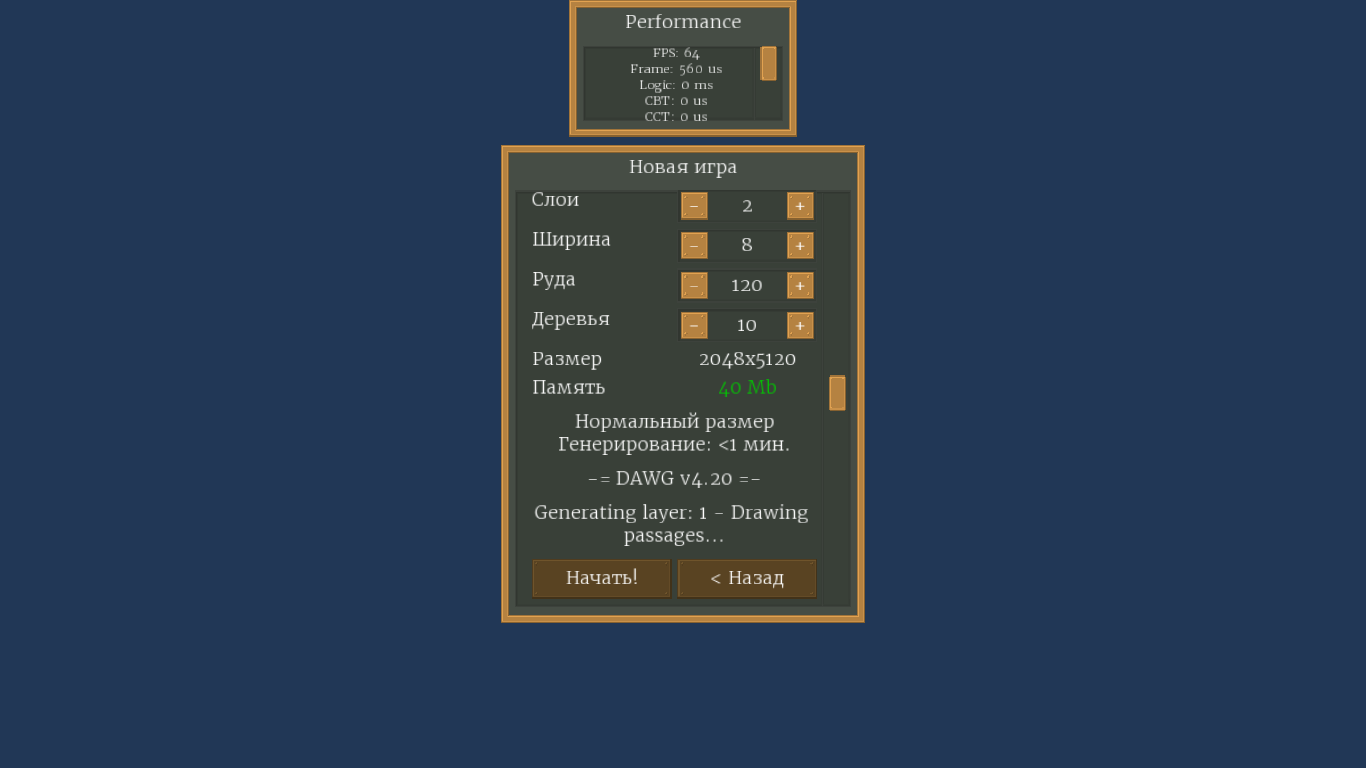 Performance
FPS: 64
Frame: 560 us
Logic: 0 ms
CBT: 0 us
CCT: 0 us
Новая игра
Слои - 2 +
Ширина - 8 +
Руда - 120 +
Деревья - 10 +
Размер 2048x5120
Память 40 Mb
Нормальный размер
Генерирование: <1 мин.
-= DAWG v4.20 =-
Generating layer: 1 - Drawing
passages...
Начать! < Назад